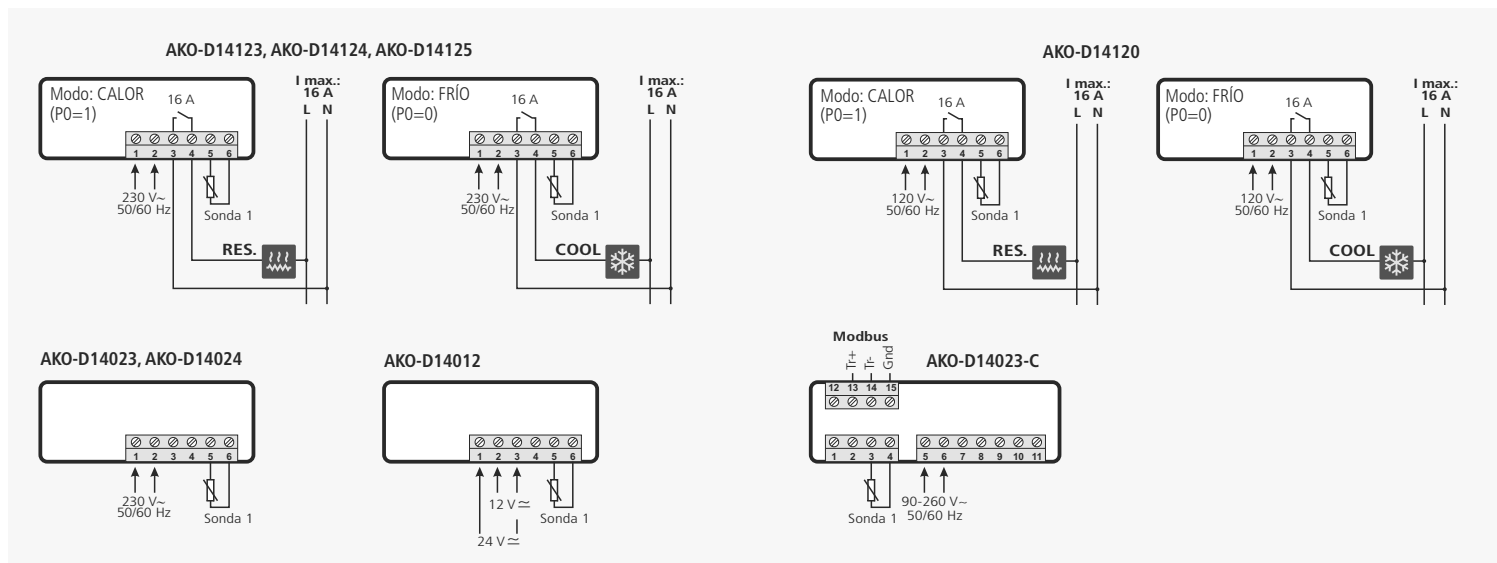 AKO-D14123, AKO-D14124, AKO-D14125
Modo: CALOR
(P0=1)
16 A
1 2 3 4 5 6
230 V~
50/60 Hz
Sonda 1
RES.
I max.:
16 A
L N
Modo: FRÍO
(P0=0)
16 A
1 2 3 4 5 6
230 V~
50/60 Hz
Sonda 1
COOL
I max.:
16 A
L N
AKO-D14120
Modo: CALOR
(P0=1)
16 A
1 2 3 4 5 6
120 V~
50/60 Hz
Sonda 1
RES.
I max.:
16 A
L N
Modo: FRÍO
(P0=0)
16 A
1 2 3 4 5 6
120 V~
50/60 Hz
Sonda 1
COOL
I max.:
16 A
L N
AKO-D14023, AKO-D14024
1 2 3 4 5 6
230 V~
50/60 Hz
Sonda 1
AKO-D14012
1 2 3 4 5 6
12 V ≃
24 V ≃
Sonda 1
AKO-D14023-C
Modbus
Tr+
Tr-
Gnd
12 13 14 15
1 2 3 4
5 6 7 8 9 10 11
Sonda 1
90-260 V~
50/60 Hz